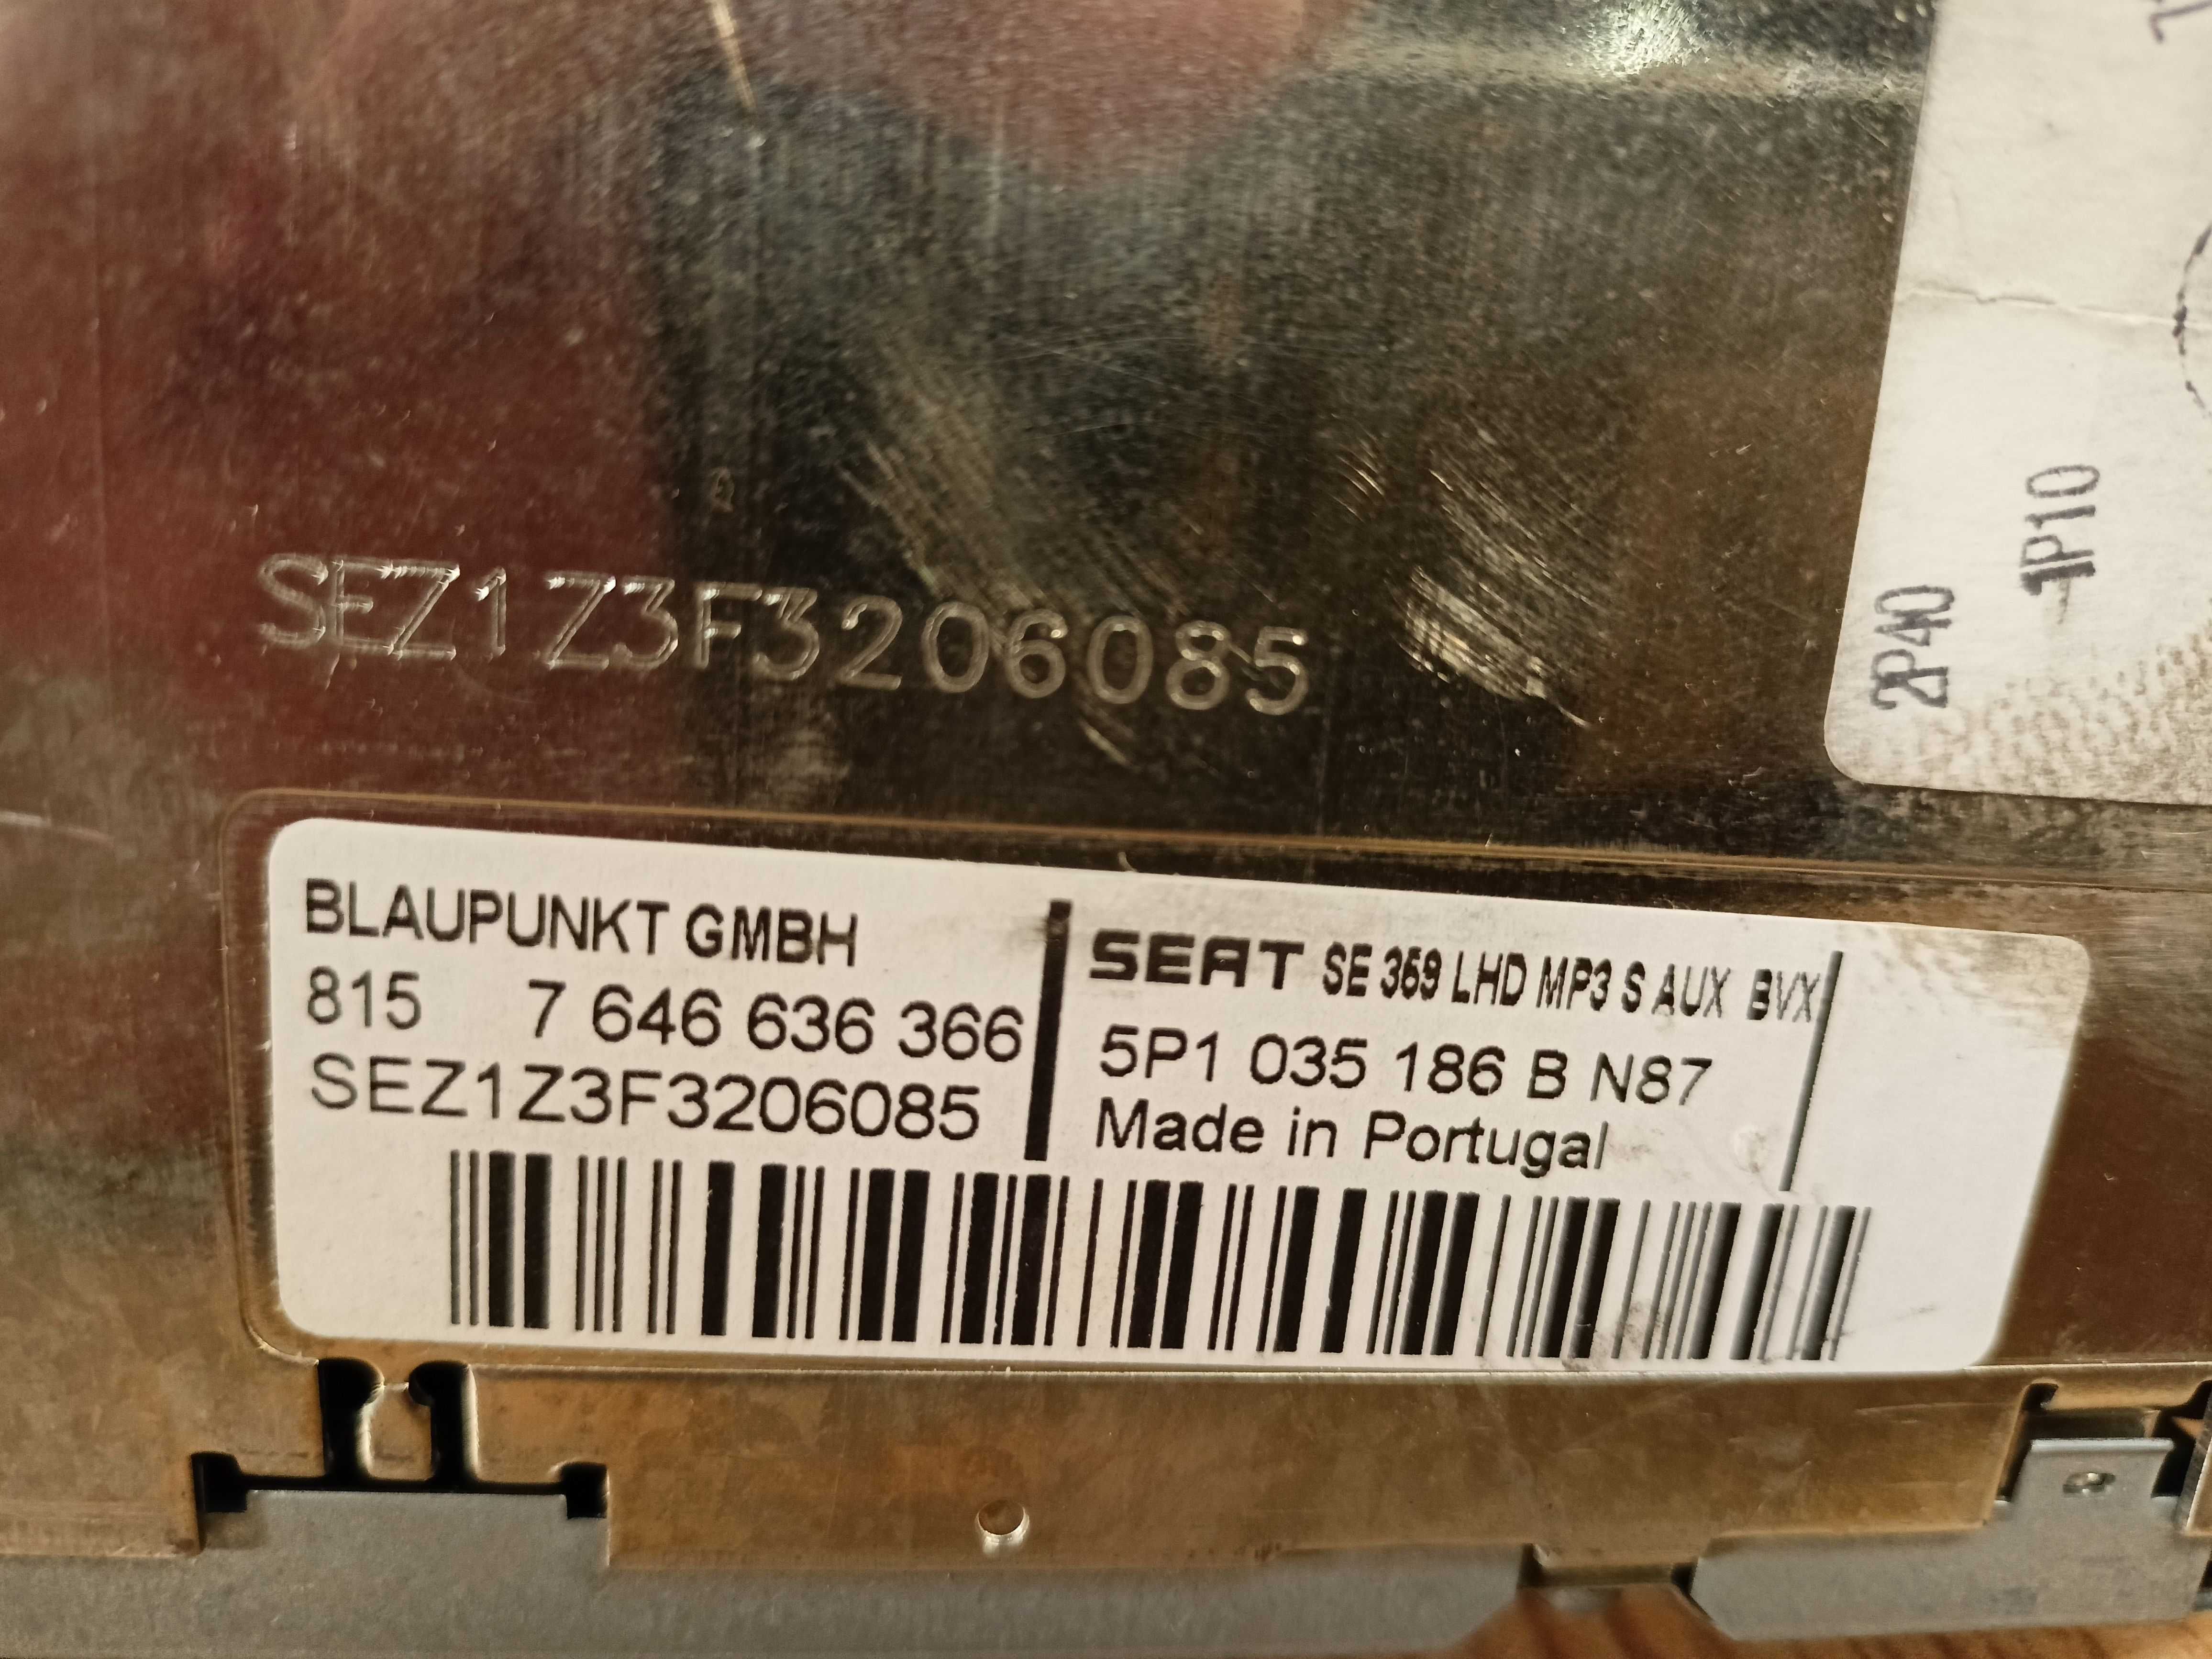 SEZ1Z3F3206085
2P40
1P10
BLAUPUNKT GMBH
815 7 646 636 366
SEZ1Z3F3206085
SEAT SE 359 LHD MP3 S AUX BVX
5P1 035 186 B N87
Made in Portugal